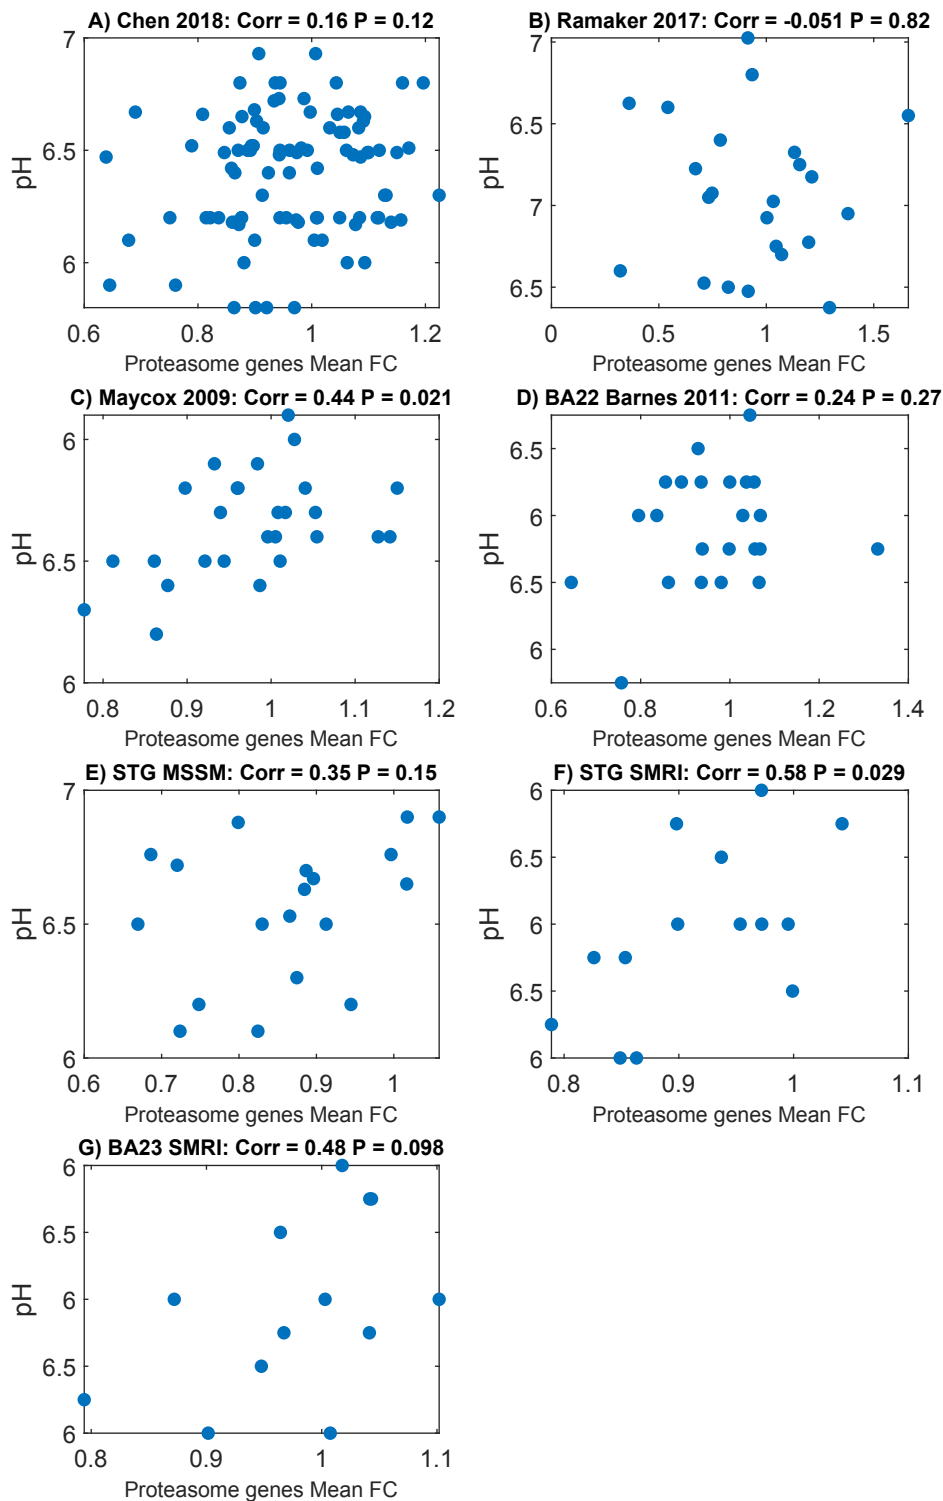 A) Chen 2018: Corr = 0.16 P = 0.12
7
6.5
6
pH
0.6 0.8 1 1.2
Proteasome genes Mean FC
B) Ramaker 2017: Corr = -0.051 P = 0.82
7
6.5
7
6.5
pH
0 0.5 1 1.5
Proteasome genes Mean FC
C) Maycox 2009: Corr = 0.44 P = 0.021
6
6.5
6
pH
0.8 0.9 1 1.1 1.2
Proteasome genes Mean FC
D) BA22 Barnes 2011: Corr = 0.24 P = 0.27
6.5
6
6.5
6
pH
0.6 0.8 1 1.2 1.4
Proteasome genes Mean FC
E) STG MSSM: Corr = 0.35 P = 0.15
7
6.5
6
pH
0.6 0.7 0.8 0.9 1
Proteasome genes Mean FC
F) STG SMRI: Corr = 0.58 P = 0.029
6
6.5
6
6.5
6
pH
0.8 0.9 1 1.1
Proteasome genes Mean FC
G) BA23 SMRI: Corr = 0.48 P = 0.098
6
6.5
6
6.5
6
pH
0.8 0.9 1 1.1
Proteasome genes Mean FC